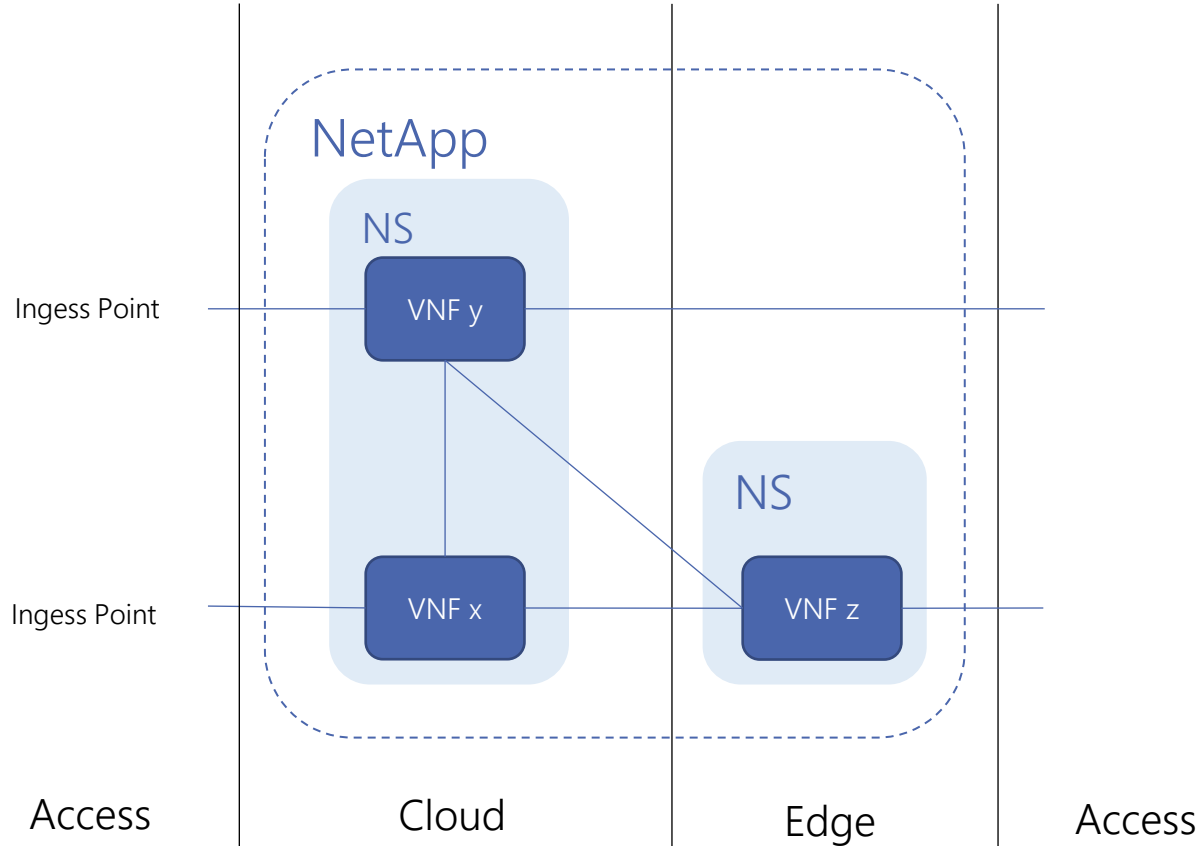 NetApp
NS
Ingess Point
VNF y
NS
Ingess Point
VNF x
VNF z
Access
Cloud
Edge
Access